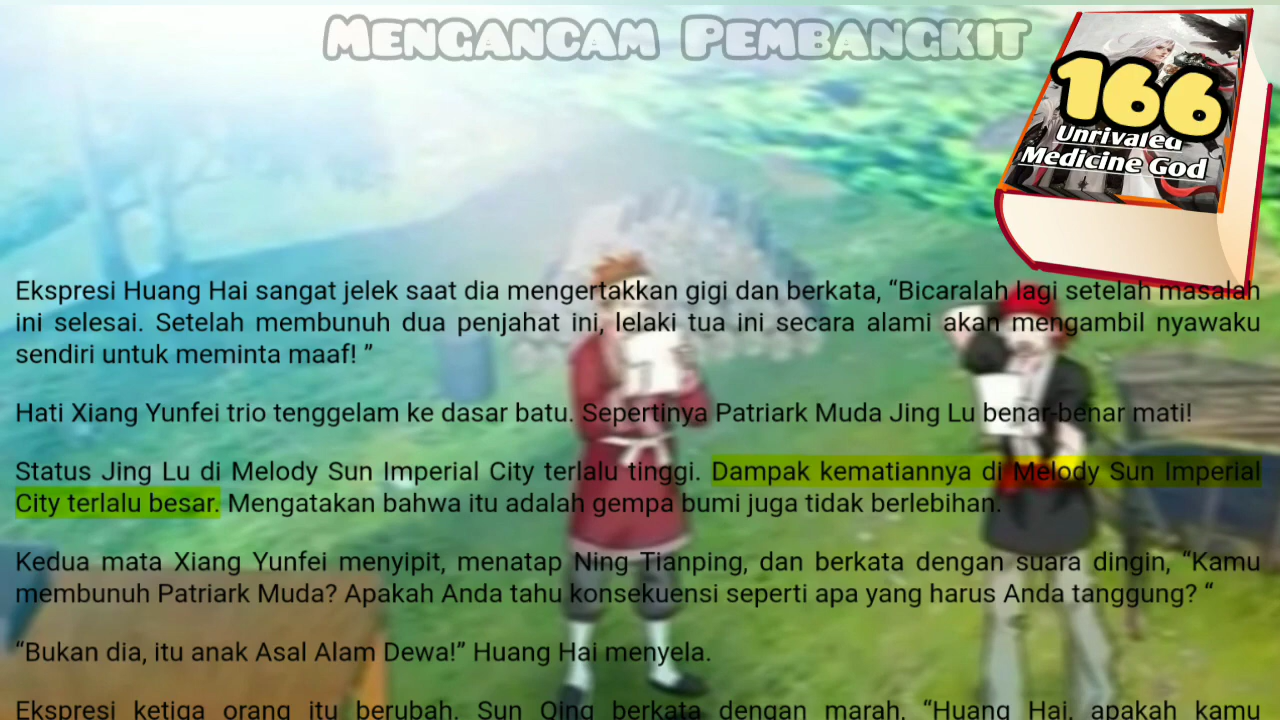 Mengancam Pembangkit
166
Unrivaled
Medicine God
Ekspresi Huang Hai sangat jelek saat dia mengertakkan gigi dan berkata, “Bicaralah lagi setelah masalah
ini selesai. Setelah membunuh dua penjahat ini, lelaki tua ini secara alami akan mengambil nyawaku
sendiri untuk meminta maaf! ”
Hati Xiang Yunfei trio tenggelam ke dasar batu. Sepertinya Patriark Muda Jing Lu benar-benar mati!
Status Jing Lu di Melody Sun Imperial City terlalu tinggi. Dampak kematiannya di Melody Sun Imperial
City terlalu besar. Mengatakan bahwa itu adalah gempa bumi juga tidak berlebihan.
Kedua mata Xiang Yunfei menyipit, menatap Ning Tianping, dan berkata dengan suara dingin, “Kamu
membunuh Patriark Muda? Apakah Anda tahu konsekuensi seperti apa yang harus Anda tanggung? “
“Bukan dia, itu anak Asal Alam Dewa!” Huang Hai menyela.
Ekspresi ketiga orang itu berubah. Sun Qing berkata dengan marah, “Huang Hai, apakah kamu